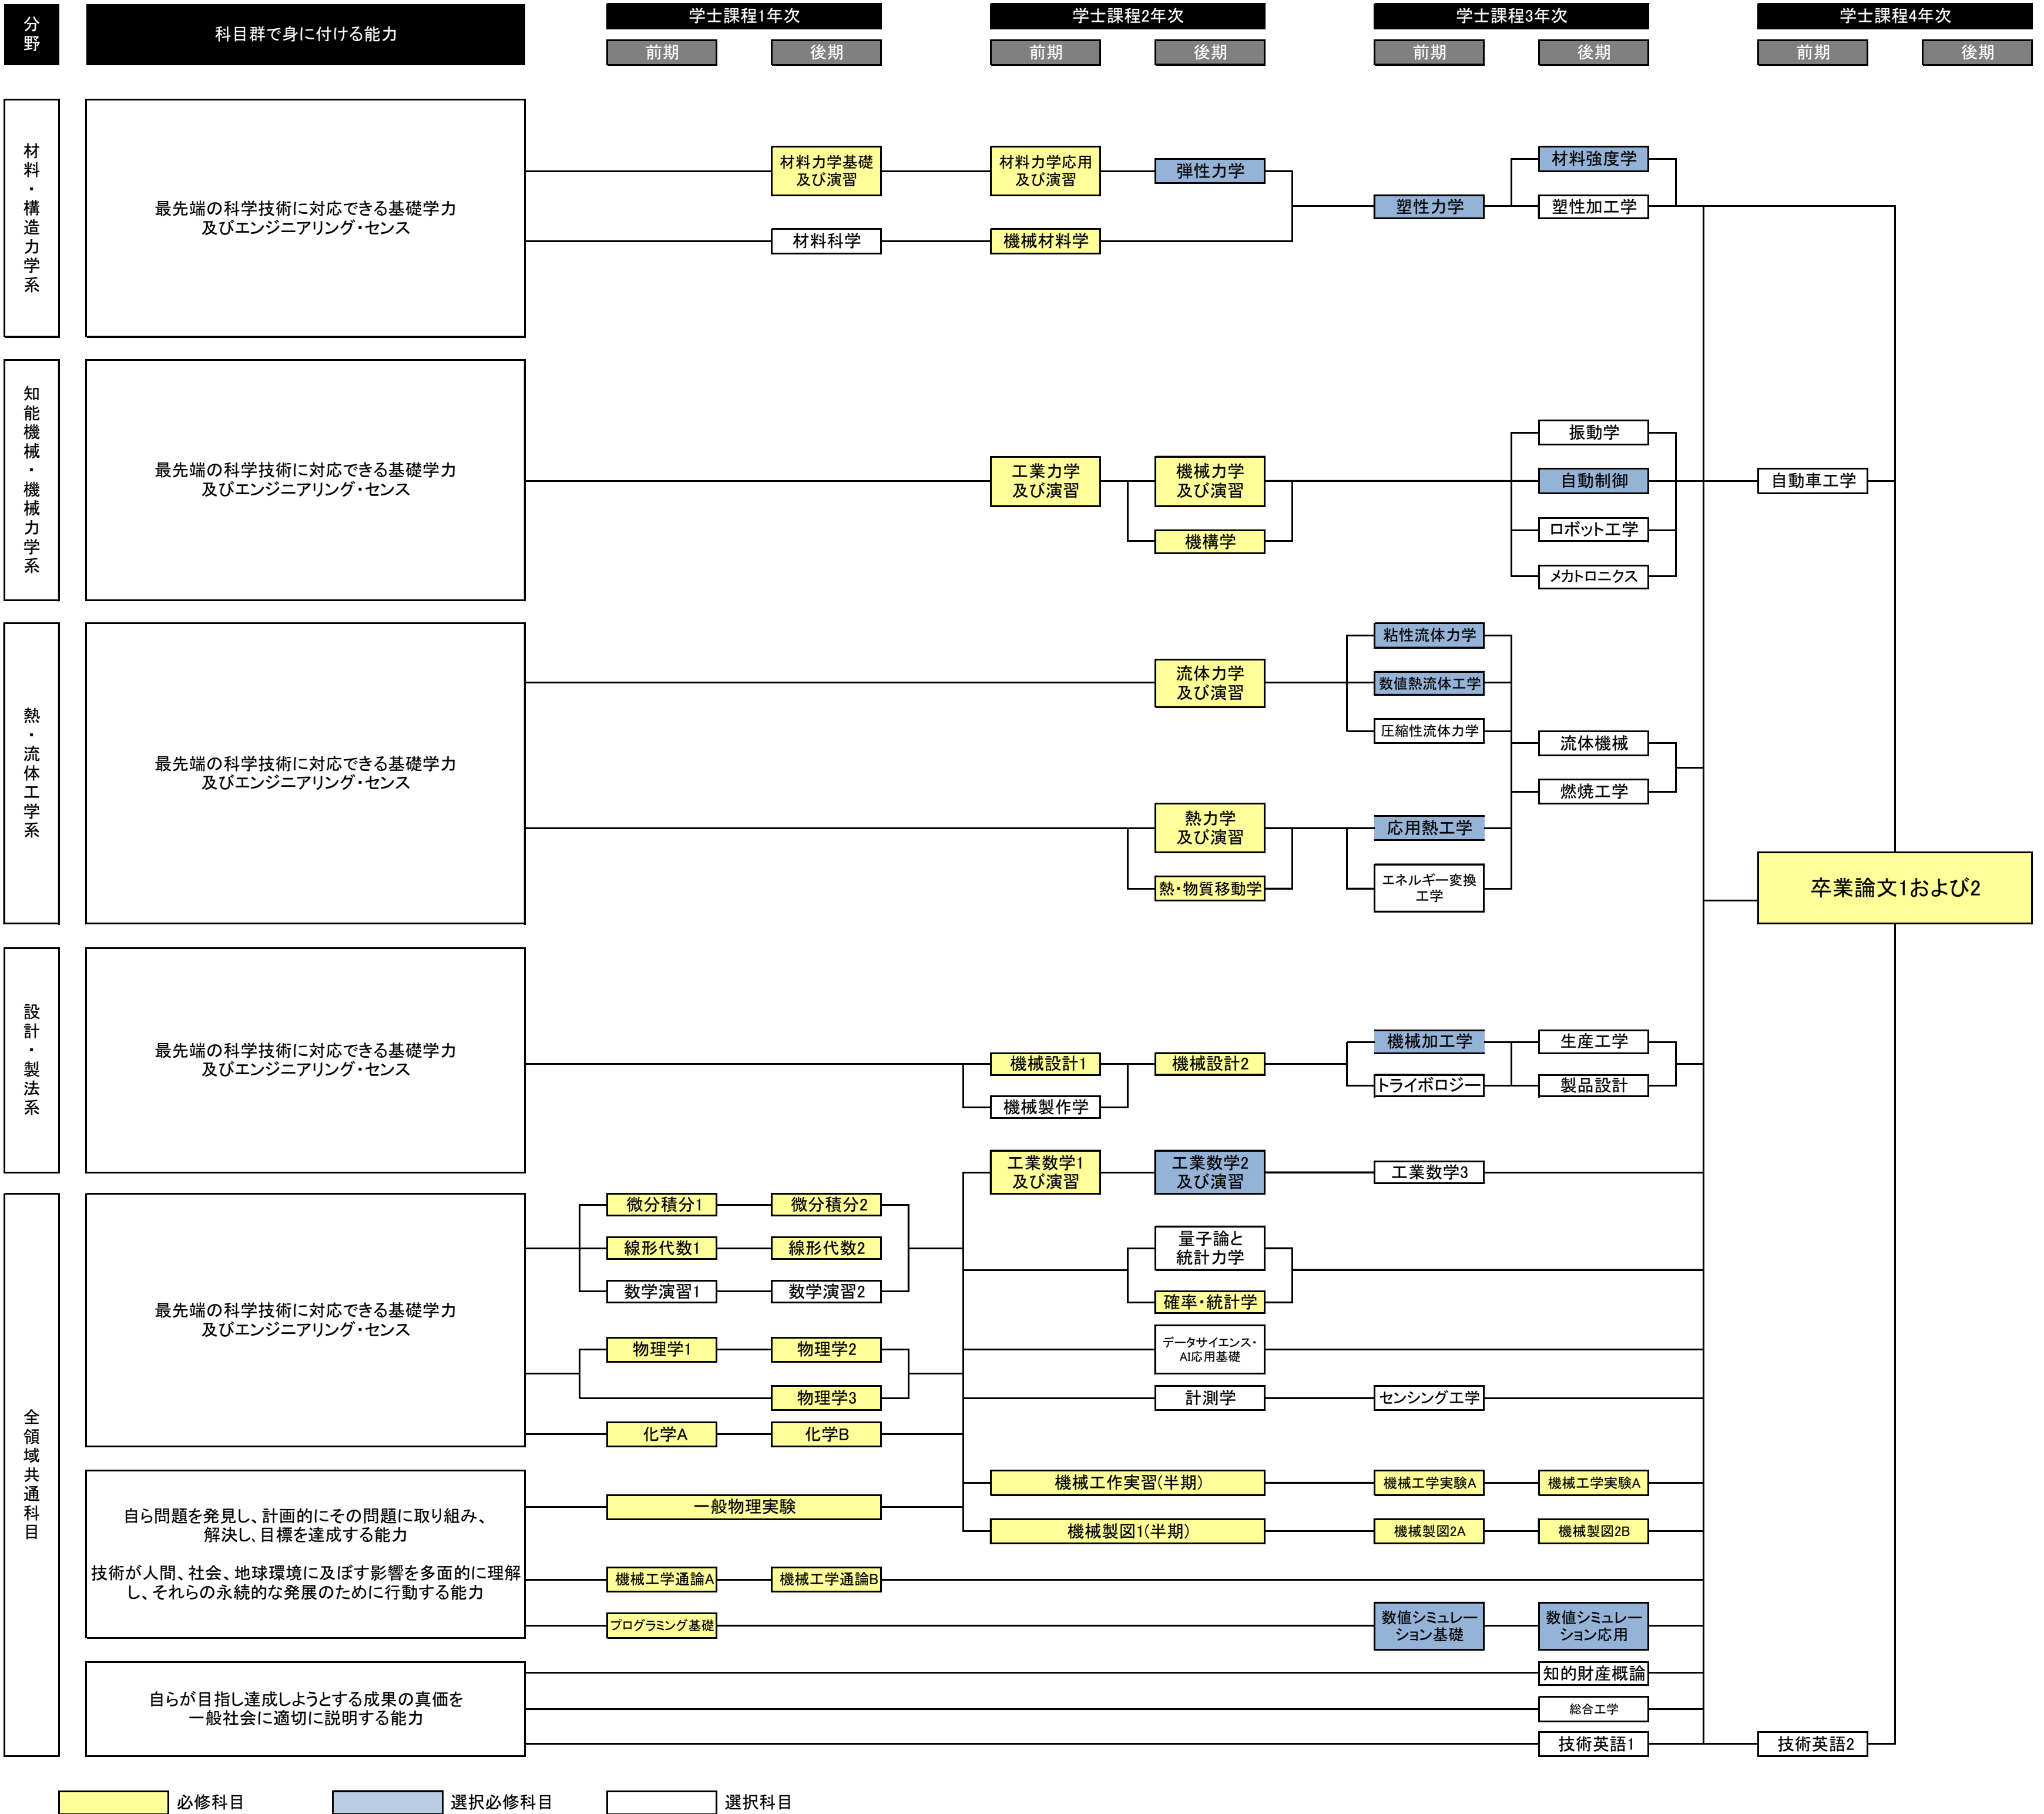 分
野
科目群で身に付ける能力
学士課程1年次
学士課程2年次
学士課程3年次
学士課程4年次
前期
後期
前期
後期
前期
後期
前期
後期
材料・構造力学系
最先端の科学技術に対応できる基礎学力
及びエンジニアリング・センス
材料力学基礎
及び演習
材料力学応用
及び演習
弾性力学
塑性力学
材料強度学
塑性加工学
材料科学
機械材料学
知能機械・機械力学系
最先端の科学技術に対応できる基礎学力
及びエンジニアリング・センス
工業力学
及び演習
機械力学
及び演習
機構学
振動学
自動制御
ロボット工学
メカトロニクス
自動車工学
熱・流体工学系
最先端の科学技術に対応できる基礎学力
及びエンジニアリング・センス
流体力学
及び演習
粘性流体力学
数値熱流体工学
圧縮性流体力学
流体機械
燃焼工学
熱力学
及び演習
熱・物質移動学
応用熱工学
エネルギー変換
工学
卒業論文1および2
設計・製法系
最先端の科学技術に対応できる基礎学力
及びエンジニアリング・センス
機械設計1
機械製作学
機械設計2
機械加工学
トライボロジー
生産工学
製品設計
全領域共通科目
最先端の科学技術に対応できる基礎学力
及びエンジニアリング・センス
工業数学1
及び演習
工業数学2
及び演習
工業数学3
微分積分1
微分積分2
線形代数1
線形代数2
数学演習1
数学演習2
量子論と
統計力学
確率・統計学
物理学1
物理学2
物理学3
データサイエンス・
AI応用基礎
計測学
センシング工学
化学A
化学B
自ら問題を発見し、計画的にその問題に取り組み、
解決し、目標を達成する能力
技術が人間、社会、地球環境に及ぼす影響を多面的に理解
し、それらの永続的な発展のために行動する能力
一般物理実験
機械工作実習(半期)
機械工学実験A
機械工学実験A
機械製図1(半期)
機械製図2A
機械製図2B
機械工学通論A
機械工学通論B
プログラミング基礎
数値シミュレー
ション基礎
数値シミュレー
ション応用
自らが目指し達成しようとする成果の真価を
一般社会に適切に説明する能力
知的財産概論
総合工学
技術英語1
技術英語2
必修科目
選択必修科目
選択科目